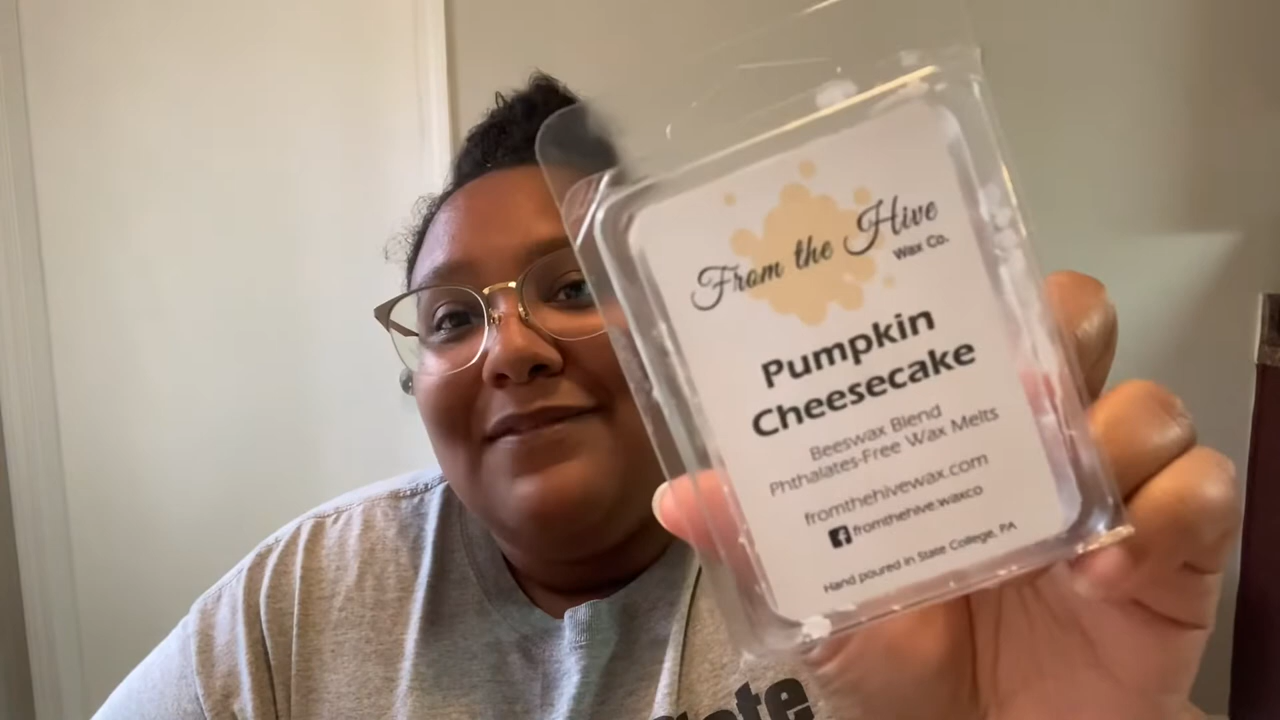 From the Hive
Wax Co.
Pumpkin
Cheesecake
Beeswax Blend
Phthalates-Free Wax Melts
fromthehivewax.com
fromthehive.waxco
Hand poured in State College, PA